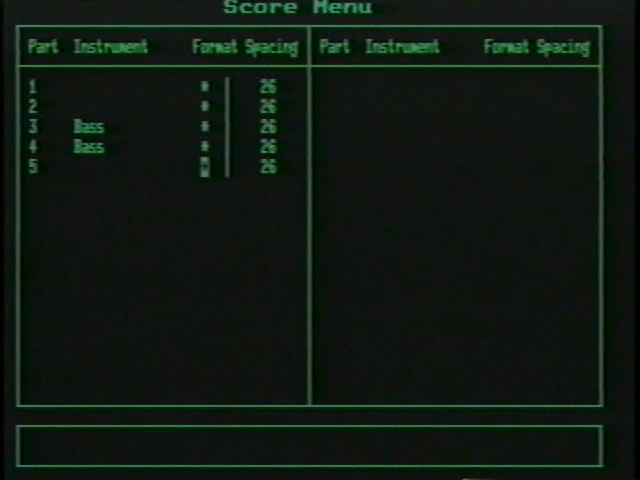 Score Menu
Part Instrument Format Spacing Part Instrument Format Spacing
1 * 26
2 * 26
3 Bass * 26
4 Bass * 26
5 * 26